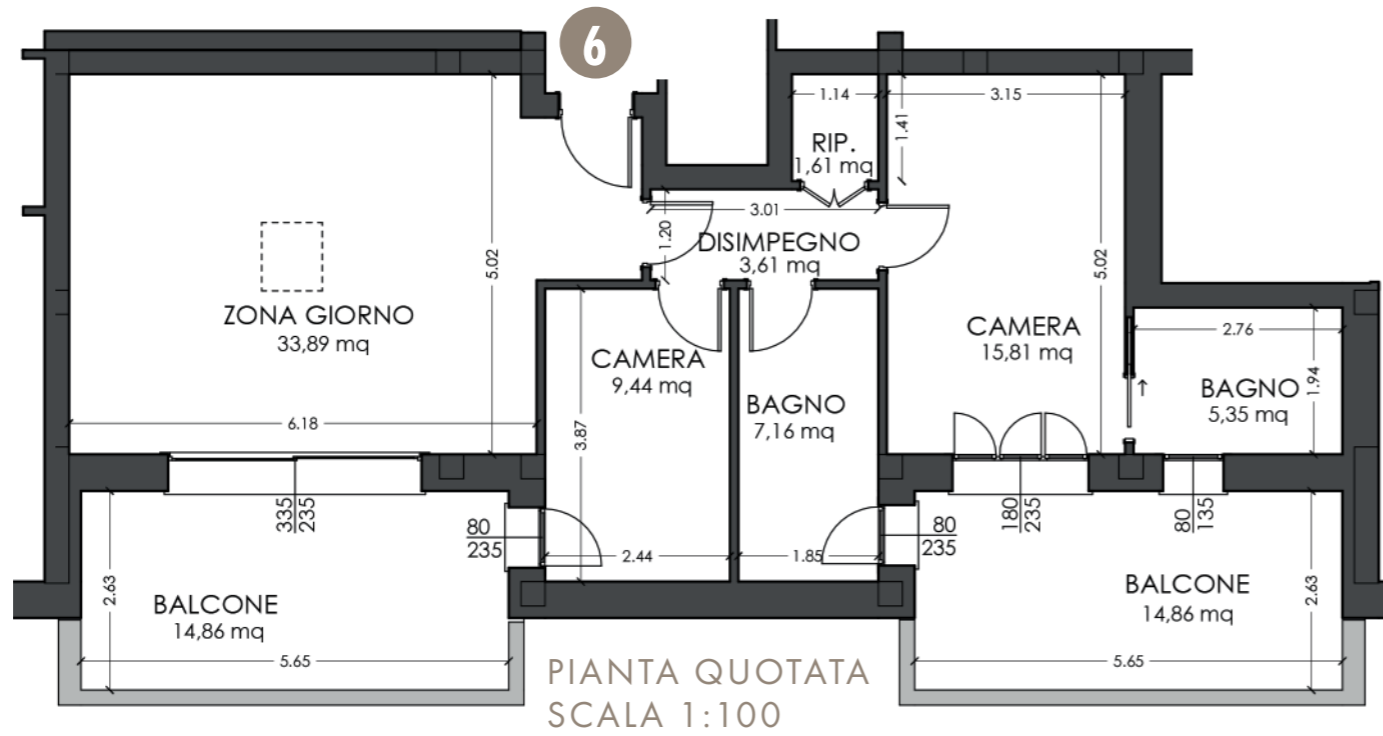 6
1.14
3.15
1.41
RIP.
1,61 mq
3.01
1.20
DISIMPEGNO
3,61 mq
5.02
5.02
ZONA GIORNO
33,89 mq
CAMERA
15,81 mq
2.76
1.94
CAMERA
9,44 mq
BAGNO
5,35 mq
BAGNO
7,16 mq
6.18
3.87
335
235
80
235
80
235
180
235
80
135
2.44
1.85
2.63
BALCONE
14,86 mq
BALCONE
14,86 mq
2.63
5.65
5.65
PIANTA QUOTATA
SCALA 1:100